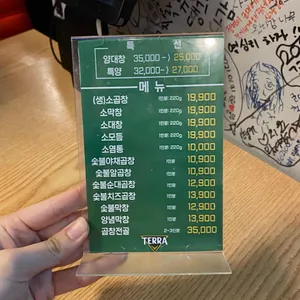 특 선
양대창 35,000-) 29,000
특양 32,000-) 27,000
메 뉴
(생)소곱창 1인분 220g 19,900
소막창 1인분 220g 19,900
소대창 1인분 220g 19,900
소모듬 1인분 220g 19,900
소염통 1인분 220g 10,000
숯불야채곱창 1인분 10,900
숯불알곱창 1인분 10,900
숯불순대곱창 1인분 12,900
숯불치즈곱창 1인분 13,900
숯불막창 1인분 12,900
양념막창 1인분 13,900
곱창전골 2~3인분 35,000
TERRA